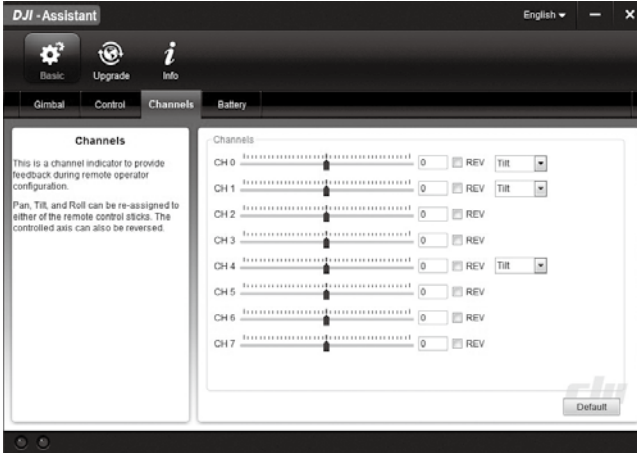 DJI - Assistant
English
Basic
Upgrade
Info
Gimbal Control Channels Battery
Channels
This is a channel indicator to provide
feedback during remote operator
configuration.
Pan, Tilt, and Roll can be re-assigned to
either of the remote control sticks. The
controlled axis can also be reversed.
Channels
CH 0 0 REV Tilt
CH 1 0 REV Tilt
CH 2 0 REV
CH 3 0 REV
CH 4 0 REV Tilt
CH 5 0 REV
CH 6 0 REV
CH 7 0 REV
dji
Default